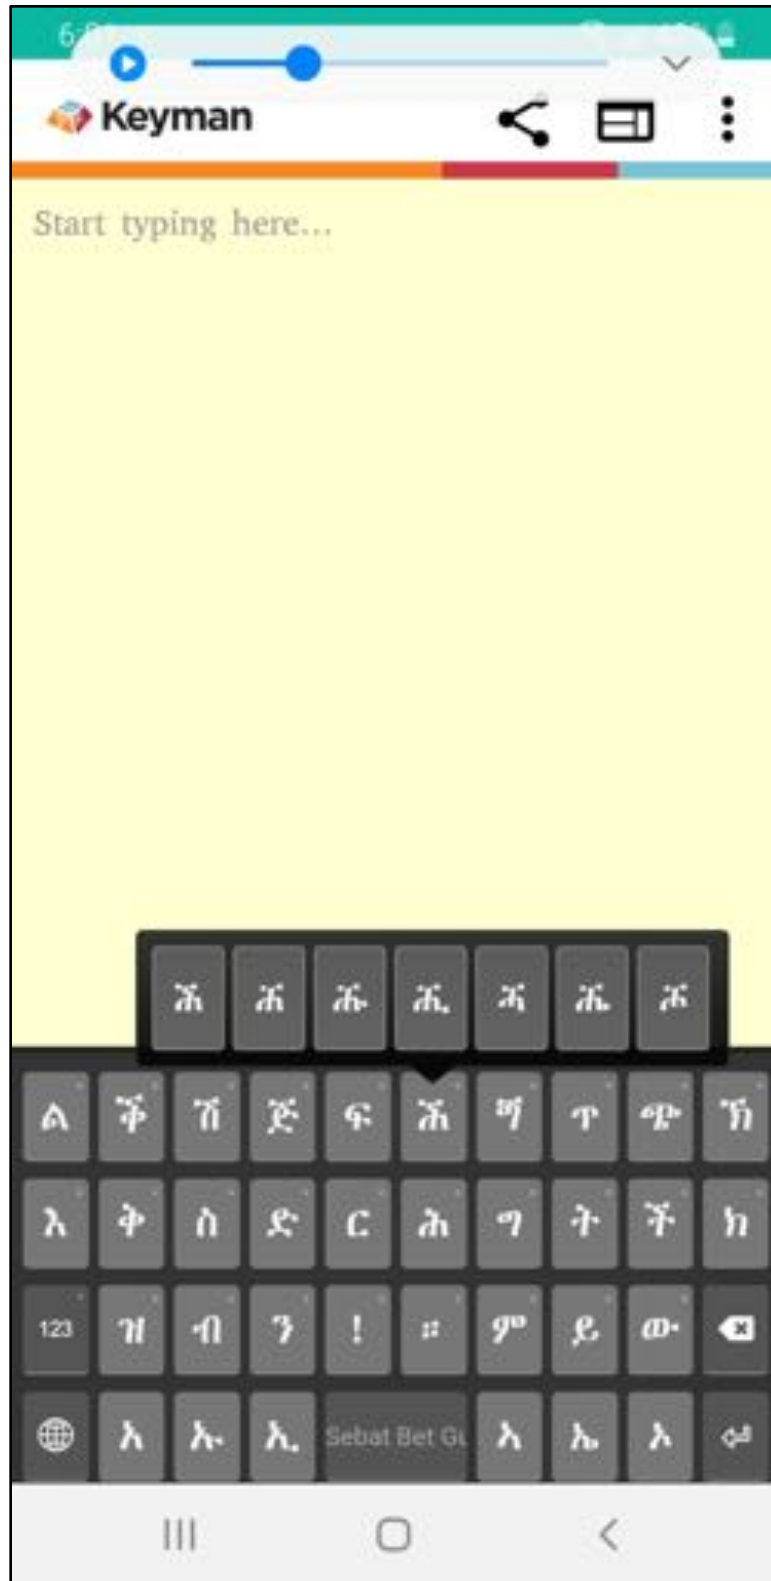 Keyman
Start typing here...
𞟥 𞟠 𞟡 𞟢 𞟣 𞟤 𞟦
ል ⷅ ሽ ጅ ፍ 𞟥 ⷝ ጥ ጭ ⷍ
እ ቅ ስ ድ ር ሕ ግ ት ች ክ
123 ዝ ብ ን ! ። ም ይ ው
አ ኡ ኢ Sebat Bet Gu ኣ ኤ ኦ